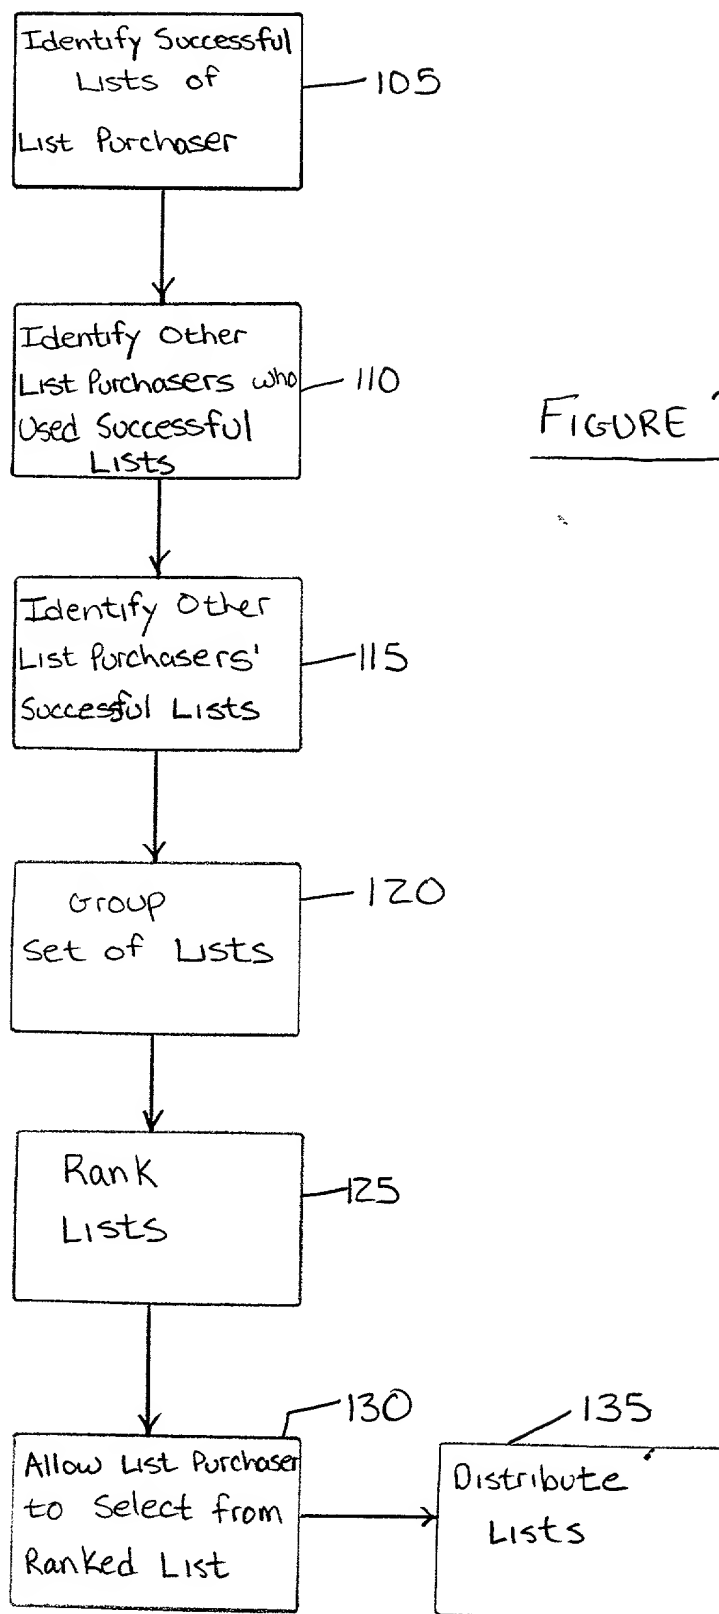 Identify Successful
Lists of
List Purchaser
105
Identify Other
List Purchasers who
Used Successful
Lists
110
FIGURE
Identify Other
List Purchasers'
Successful Lists
115
Group
Set of Lists
120
Rank
Lists
125
130
Allow List Purchaser
to Select from
Ranked List
135
Distribute
Lists